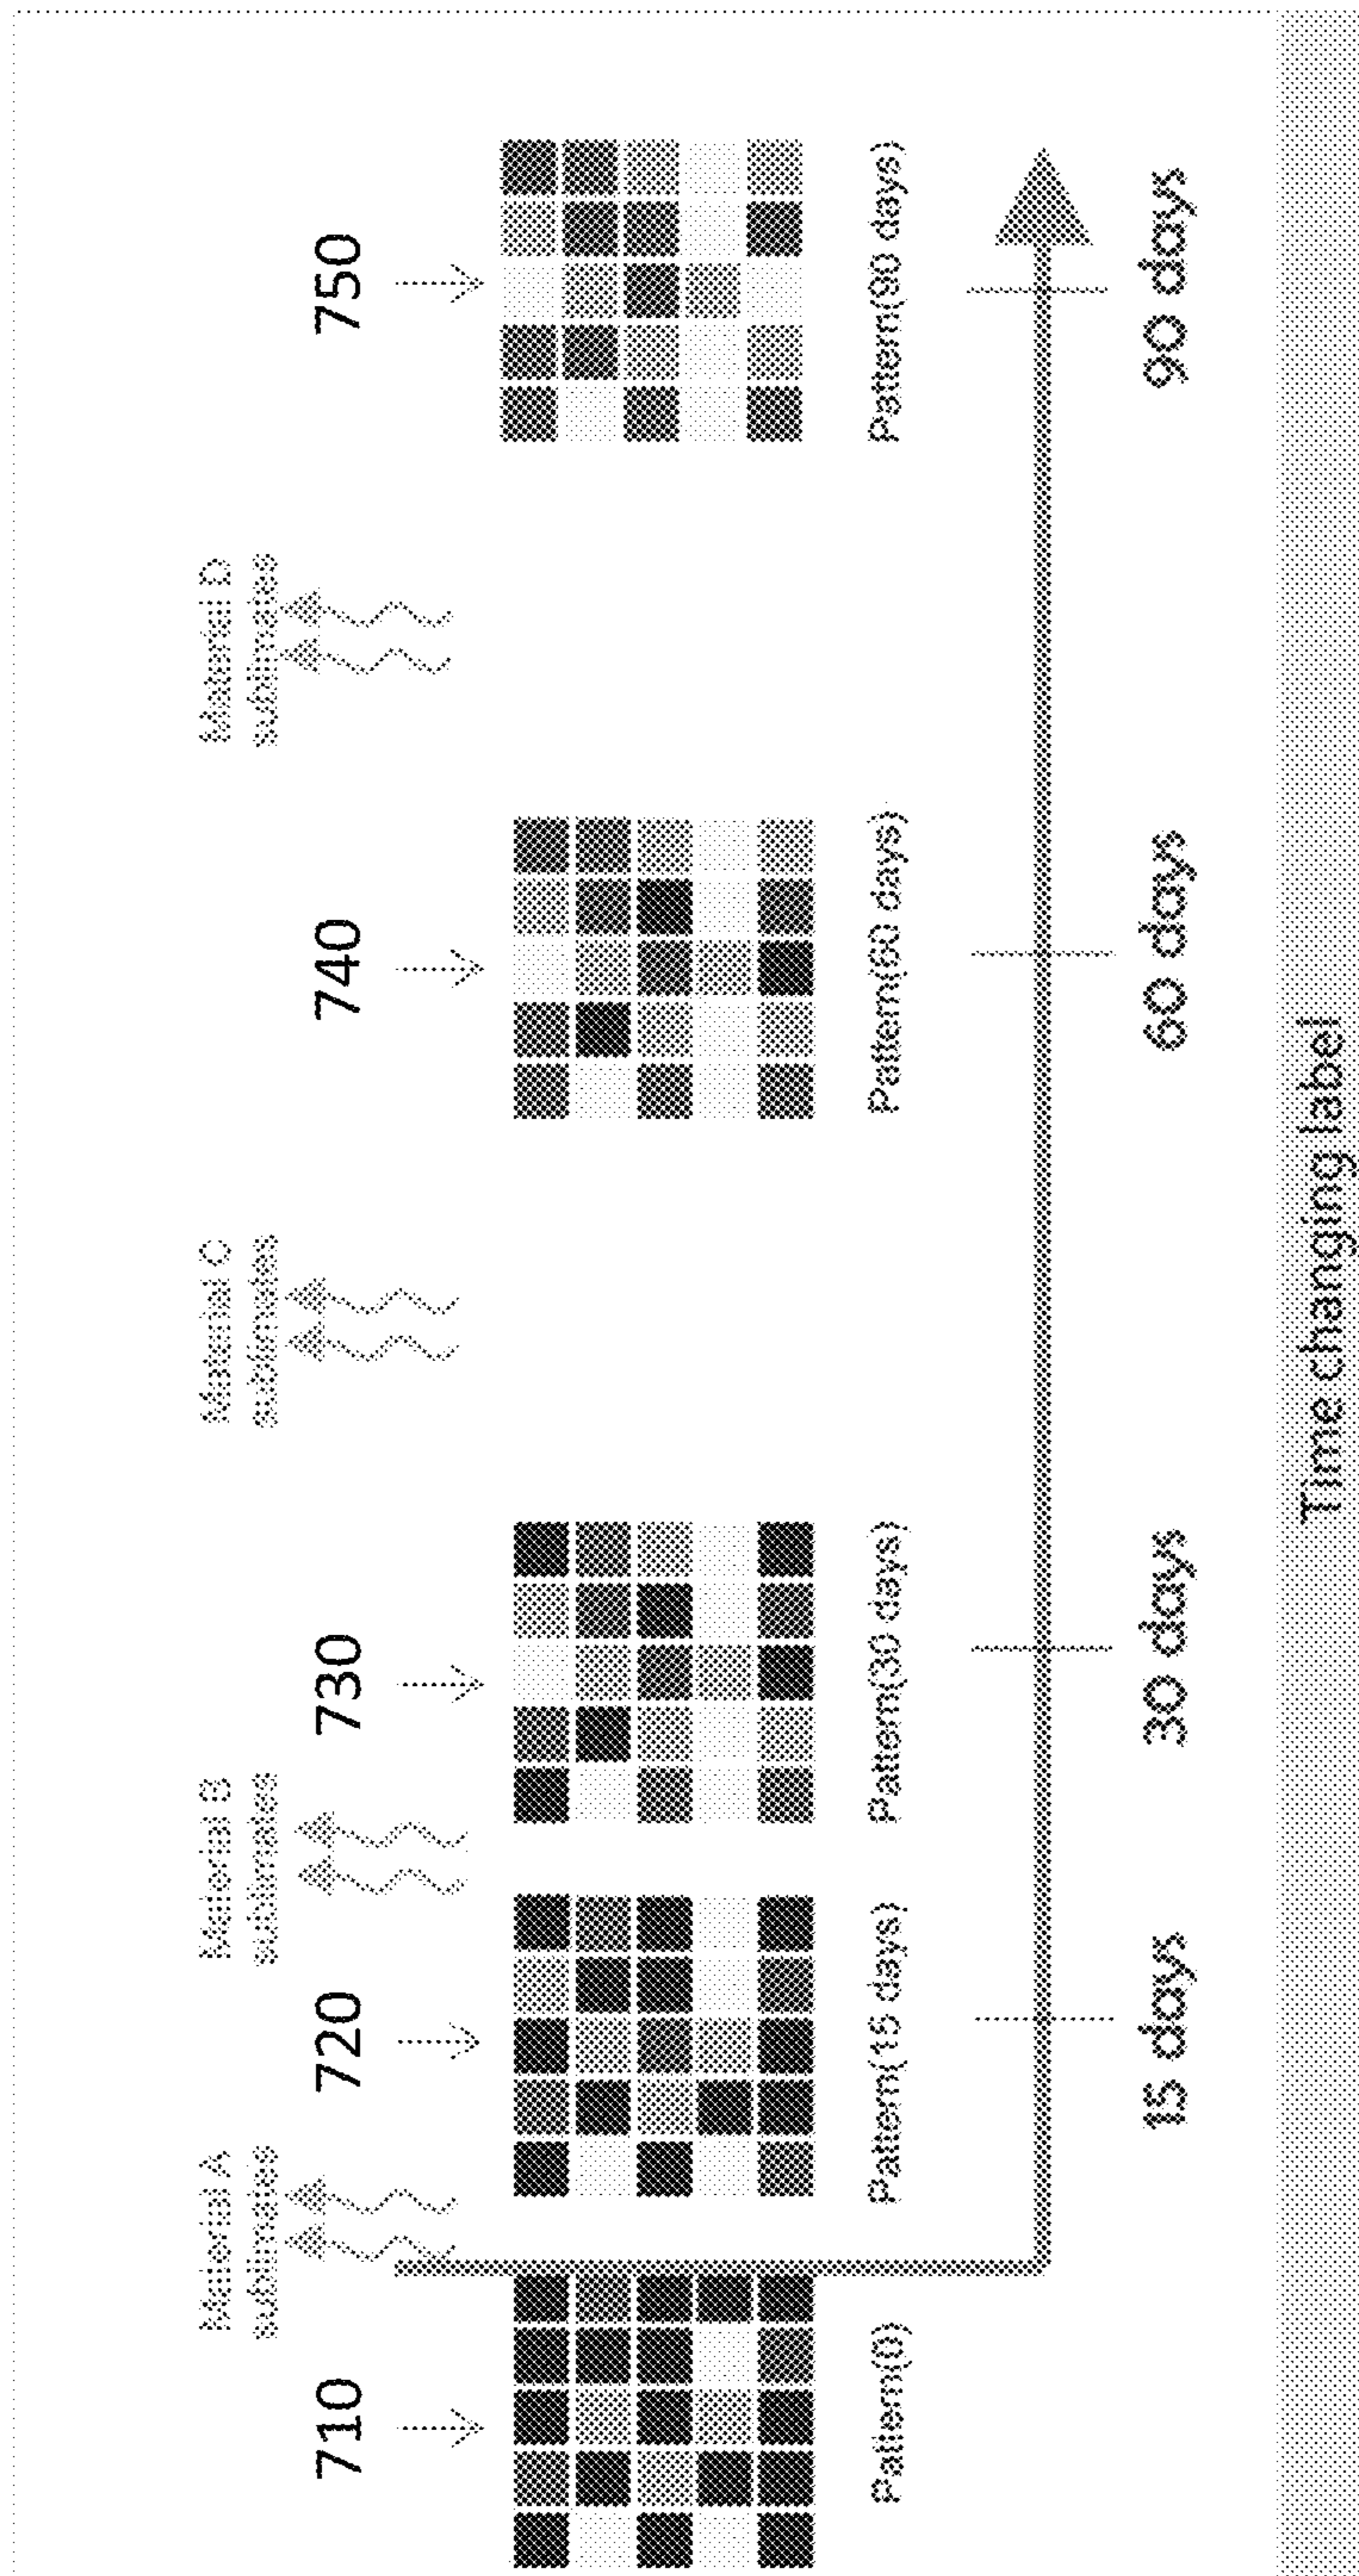 Material A
sublimates
Material B
sublimates
Material C
sublimates
Material D
sublimates
710
720
730
740
750
Pattern(0)
Pattern(15 days)
Pattern(30 days)
Pattern(60 days)
Pattern(90 days)
15 days
30 days
60 days
90 days
Time changing label